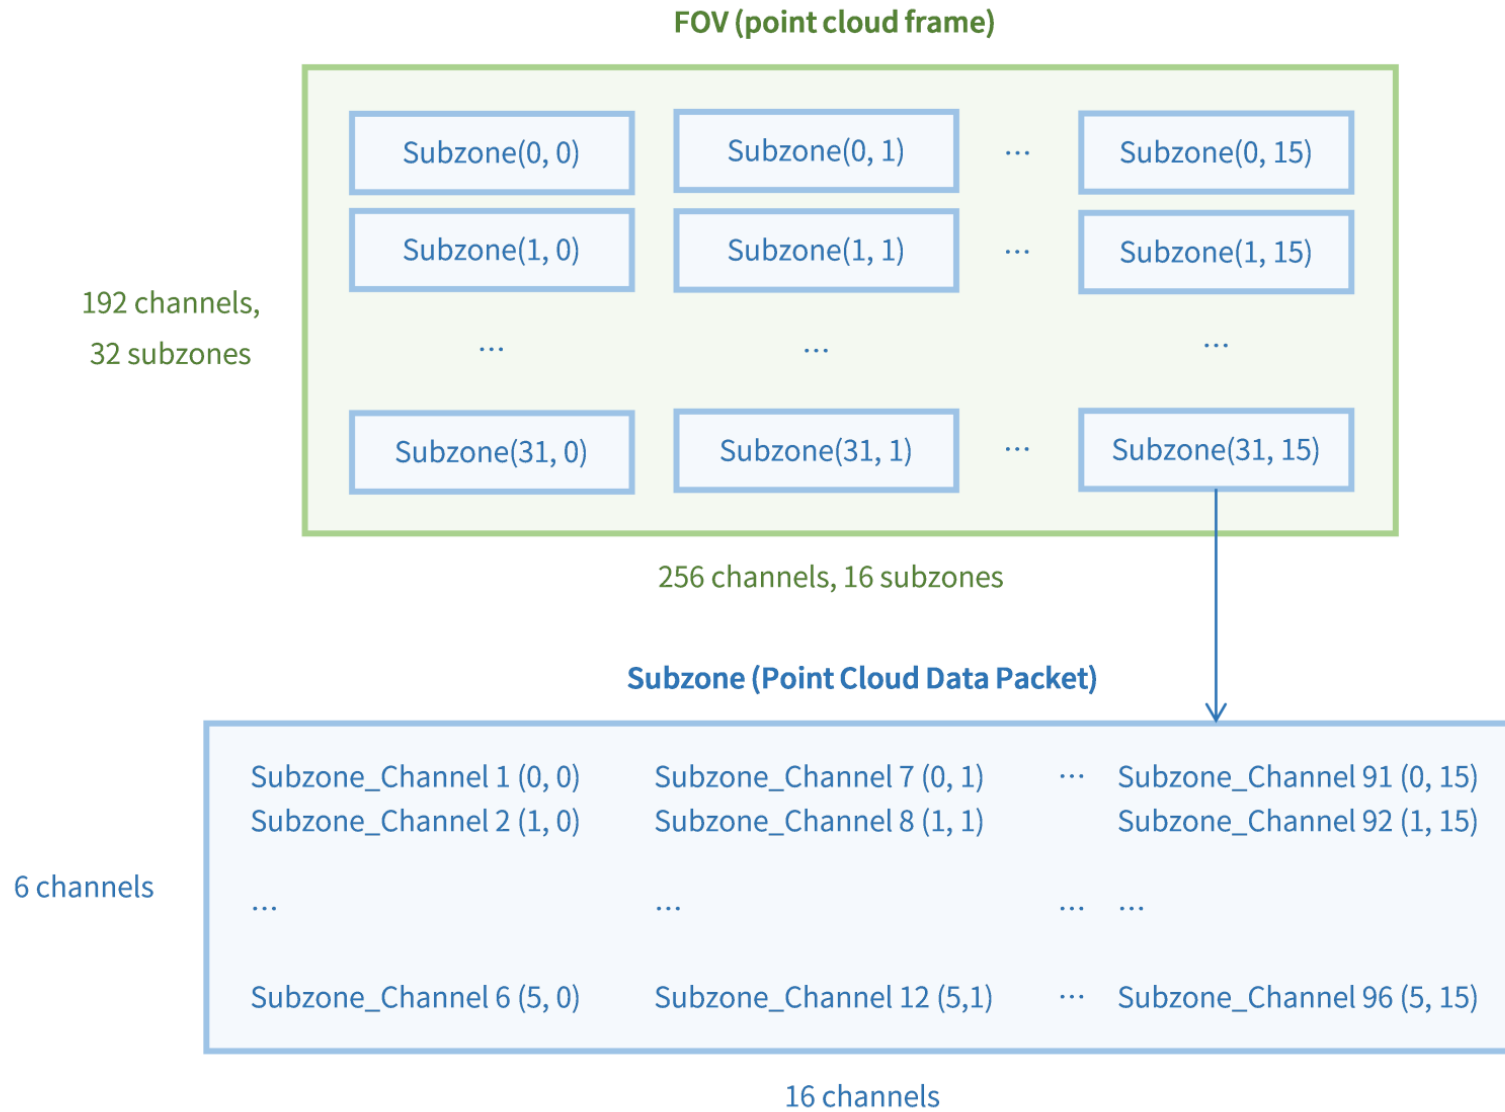 FOV (point cloud frame)
Subzone(0, 0) Subzone(0, 1) ... Subzone(0, 15)
Subzone(1, 0) Subzone(1, 1) ... Subzone(1, 15)
192 channels,
32 subzones
... ... ...
Subzone(31, 0) Subzone(31, 1) ... Subzone(31, 15)
256 channels, 16 subzones
Subzone (Point Cloud Data Packet)
Subzone_Channel 1 (0, 0) Subzone_Channel 7 (0, 1) ... Subzone_Channel 91 (0, 15)
Subzone_Channel 2 (1, 0) Subzone_Channel 8 (1, 1) Subzone_Channel 92 (1, 15)
6 channels
... ... ... ...
Subzone_Channel 6 (5, 0) Subzone_Channel 12 (5,1) ... Subzone_Channel 96 (5, 15)
16 channels